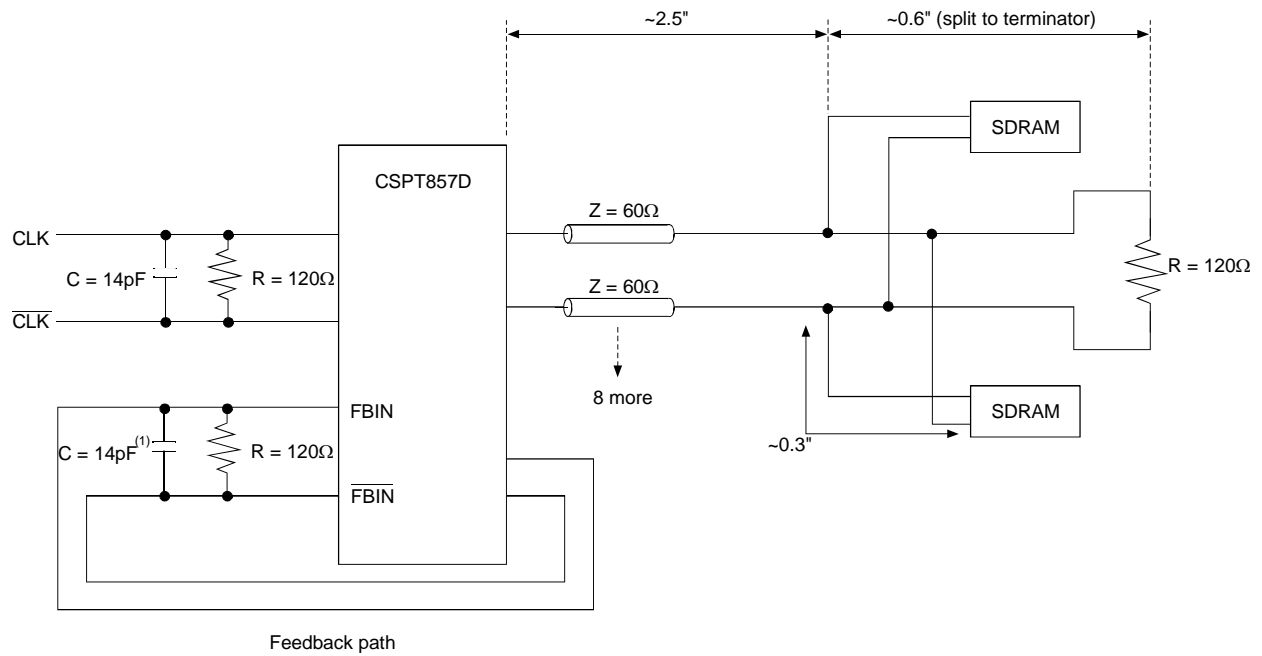 ~2.5"
~0.6" (split to terminator)
SDRAM
CSPT857D
Z = 60Ω
CLK
C = 14pF
R = 120Ω
R = 120Ω
CLK
Z = 60Ω
8 more
FBIN
SDRAM
C = 14pF(1)
R = 120Ω
~0.3"
FBIN
Feedback path